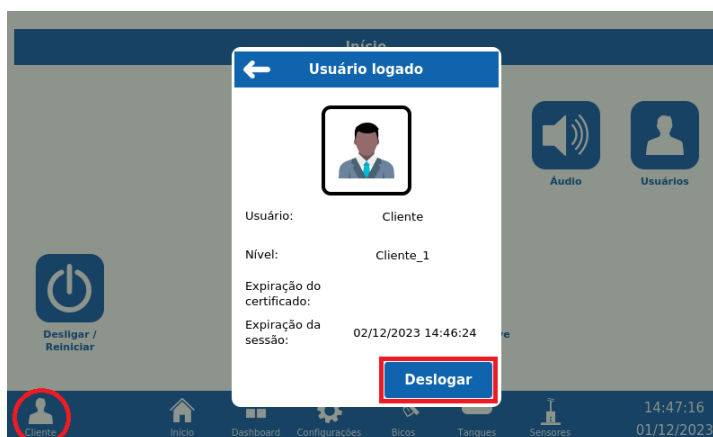 Início
Usuário logado
Áudio
Usuários
Usuário:
Cliente
Nível:
Cliente_1
Expiração do
certificado:
Expiração da
sessão:
02/12/2023 14:46:24
Desligar /
Reiniciar
Deslogar
Cliente
Início
Dashboard
Configurações
Bicos
Tanques
Sensores
14:47:16
01/12/2023